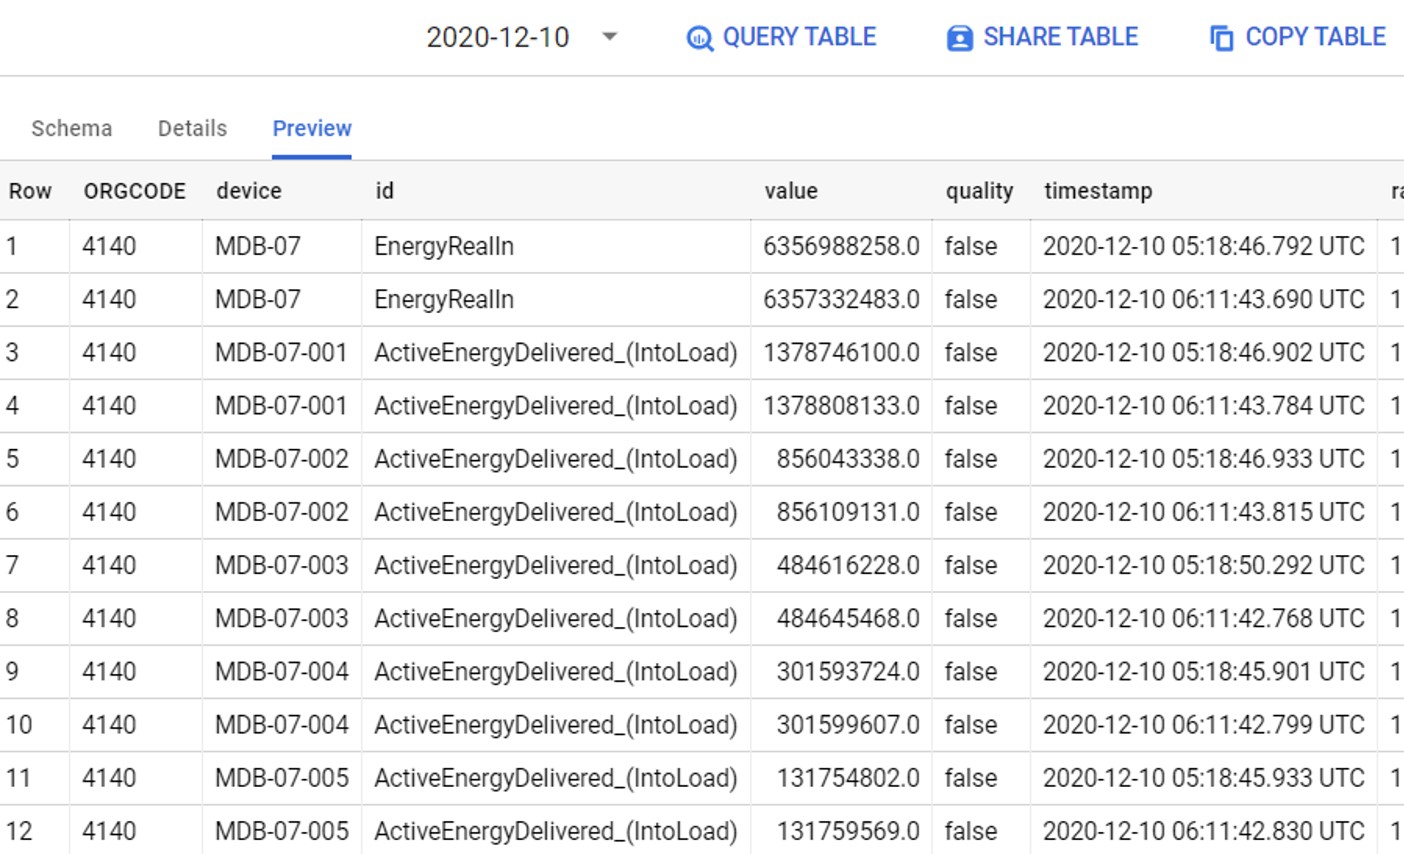 2020-12-10 QUERY TABLE SHARE TABLE COPY TABLE
Schema Details Preview
Row ORGCODE device id value quality timestamp
1 4140 MDB-07 EnergyRealIn 6356988258.0 false 2020-12-10 05:18:46.792 UTC 1
2 4140 MDB-07 EnergyRealIn 6357332483.0 false 2020-12-10 06:11:43.690 UTC 1
3 4140 MDB-07-001 ActiveEnergyDelivered_(IntoLoad) 1378746100.0 false 2020-12-10 05:18:46.902 UTC 1
4 4140 MDB-07-001 ActiveEnergyDelivered_(IntoLoad) 1378808133.0 false 2020-12-10 06:11:43.784 UTC 1
5 4140 MDB-07-002 ActiveEnergyDelivered_(IntoLoad) 856043338.0 false 2020-12-10 05:18:46.933 UTC 1
6 4140 MDB-07-002 ActiveEnergyDelivered_(IntoLoad) 856109131.0 false 2020-12-10 06:11:43.815 UTC 1
7 4140 MDB-07-003 ActiveEnergyDelivered_(IntoLoad) 484616228.0 false 2020-12-10 05:18:50.292 UTC 1
8 4140 MDB-07-003 ActiveEnergyDelivered_(IntoLoad) 484645468.0 false 2020-12-10 06:11:42.768 UTC 1
9 4140 MDB-07-004 ActiveEnergyDelivered_(IntoLoad) 301593724.0 false 2020-12-10 05:18:45.901 UTC 1
10 4140 MDB-07-004 ActiveEnergyDelivered_(IntoLoad) 301599607.0 false 2020-12-10 06:11:42.799 UTC 1
11 4140 MDB-07-005 ActiveEnergyDelivered_(IntoLoad) 131754802.0 false 2020-12-10 05:18:45.933 UTC 1
12 4140 MDB-07-005 ActiveEnergyDelivered_(IntoLoad) 131759569.0 false 2020-12-10 06:11:42.830 UTC 1